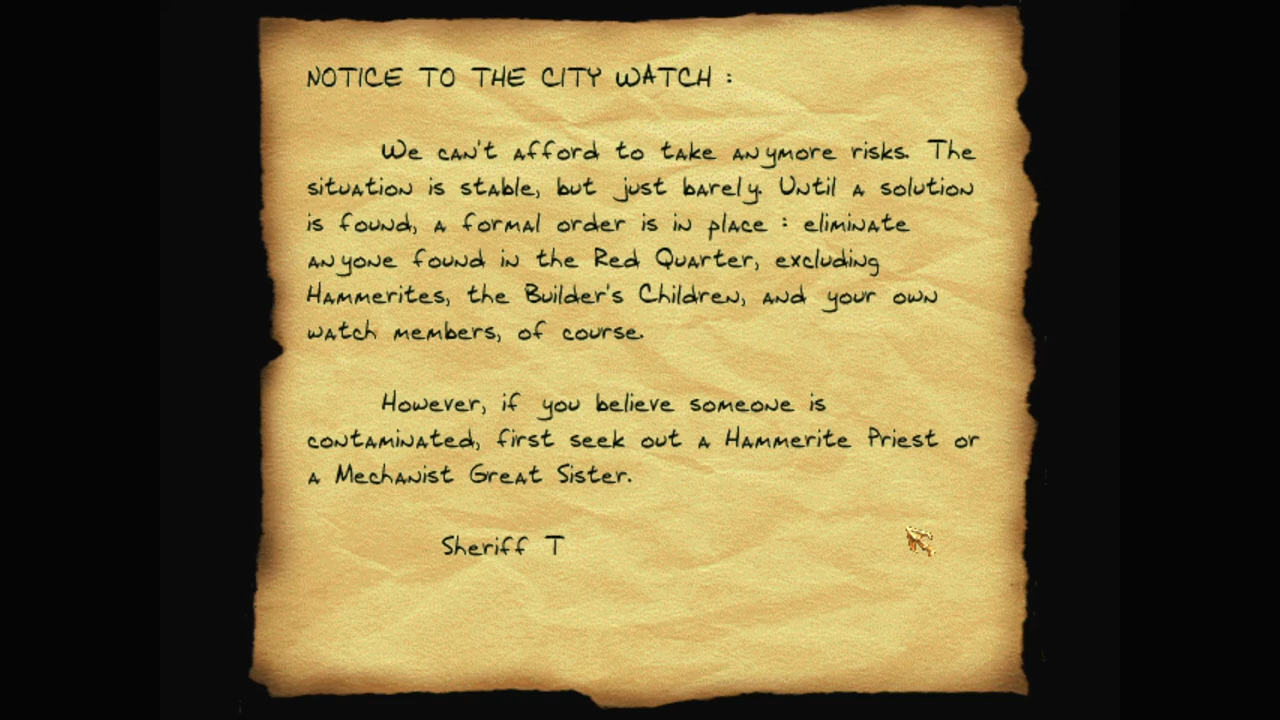 NOTICE TO THE CITY WATCH :
We can't afford to take anymore risks. The
situation is stable, but just barely. Until a solution
is found, a formal order is in place : eliminate
anyone found in the Red Quarter, excluding
Hammerites, the Builder's Children, and your own
watch members, of course.
However, if you believe someone is
contaminated, first seek out a Hammerite Priest or
a Mechanist Great Sister.
Sheriff T